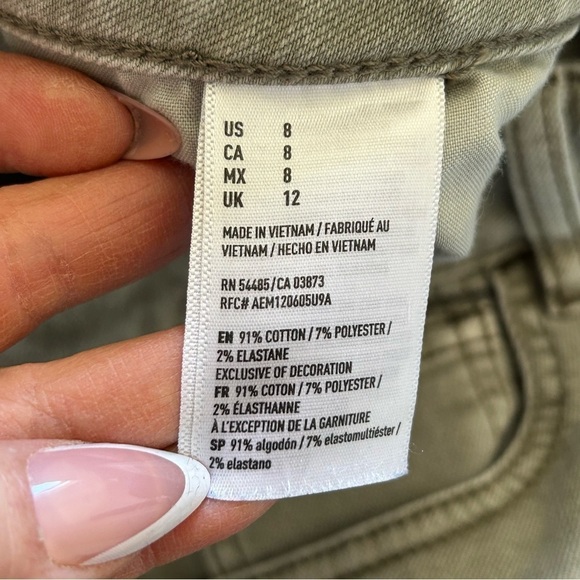 US 8
CA 8
MX 8
UK 12
MADE IN VIETNAM / FABRIQUÉ AU
VIETNAM / HECHO EN VIETNAM
RN 54485 / CA 03873
RFC# AEM120605U9A
EN 91% COTTON / 7% POLYESTER /
2% ELASTANE
EXCLUSIVE OF DECORATION
FR 91% COTON / 7% POLYESTER /
2% ÉLASTHANNE
À L'EXCEPTION DE LA GARNITURE
SP 91% algodón / 7% elastomultiéster /
2% elastano